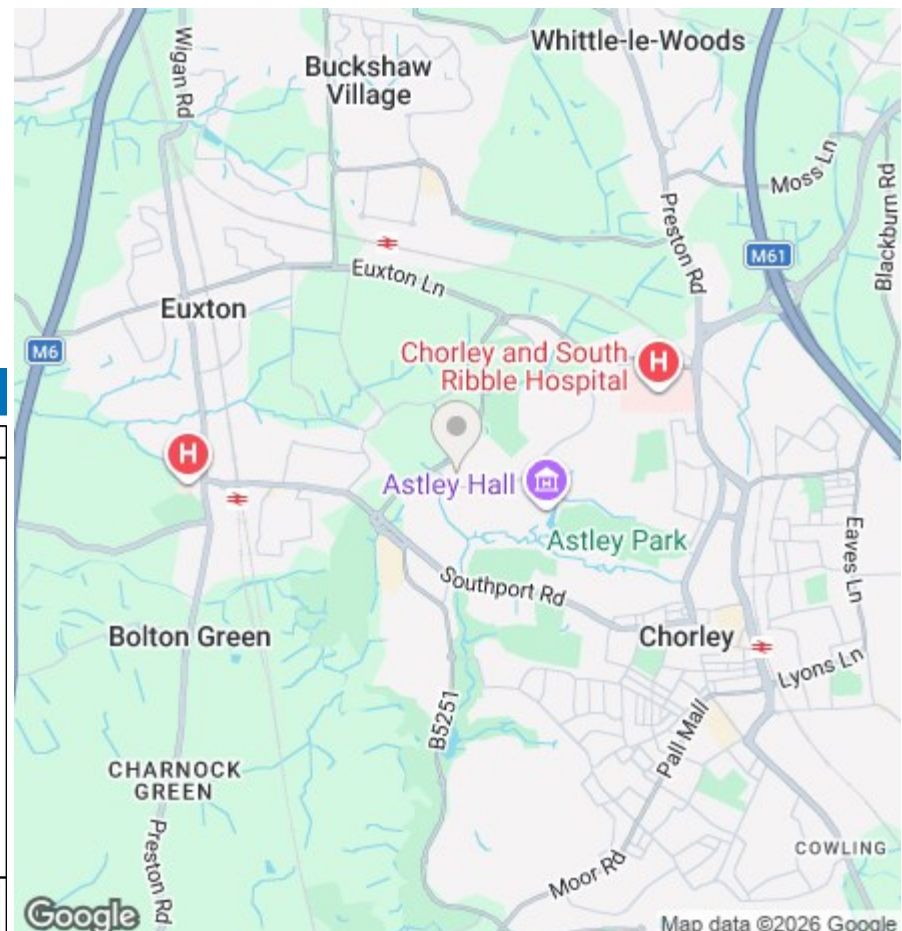 Whittle-le-Woods
Buckshaw
Village
Wigan Rd
Moss Ln
Blackburn Rd
Preston Rd
M61
Euxton Ln
Euxton
M6
Chorley and South
Ribble Hospital
H
H
Astley Hall
Astley Park
Eaves Ln
Southport Rd
Bolton Green
Chorley
Lyons Ln
B5251
Pall Mall
CHARNOCK
GREEN
Preston Rd
COWLING
Moor Rd
Google
Map data ©2026 Google